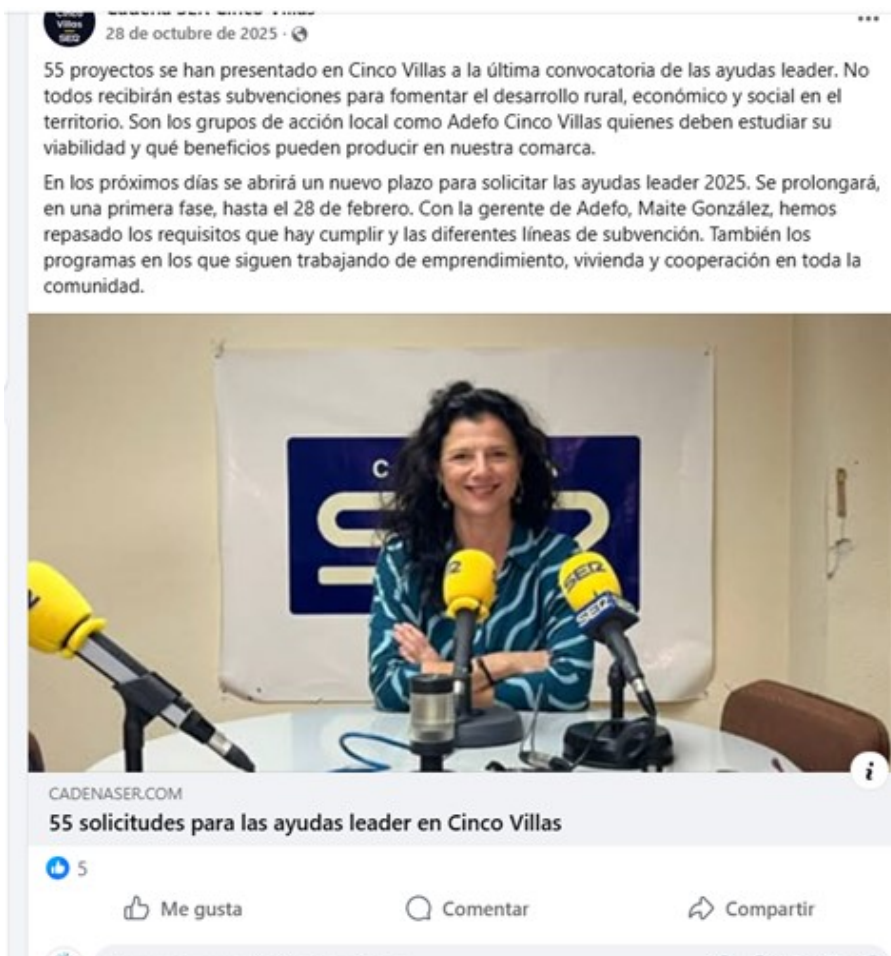 Cinco
Villas
SER
Cadena SER Cinco Villas
28 de octubre de 2025 ·
55 proyectos se han presentado en Cinco Villas a la última convocatoria de las ayudas leader. No
todos recibirán estas subvenciones para fomentar el desarrollo rural, económico y social en el
territorio. Son los grupos de acción local como Adefo Cinco Villas quienes deben estudiar su
viabilidad y qué beneficios pueden producir en nuestra comarca.
En los próximos días se abrirá un nuevo plazo para solicitar las ayudas leader 2025. Se prolongará,
en una primera fase, hasta el 28 de febrero. Con la gerente de Adefo, Maite González, hemos
repasado los requisitos que hay cumplir y las diferentes líneas de subvención. También los
programas en los que siguen trabajando de emprendimiento, vivienda y cooperación en toda la
comunidad.
SER
SER
CADENASER.COM
55 solicitudes para las ayudas leader en Cinco Villas
5
Me gusta
Comentar
Compartir